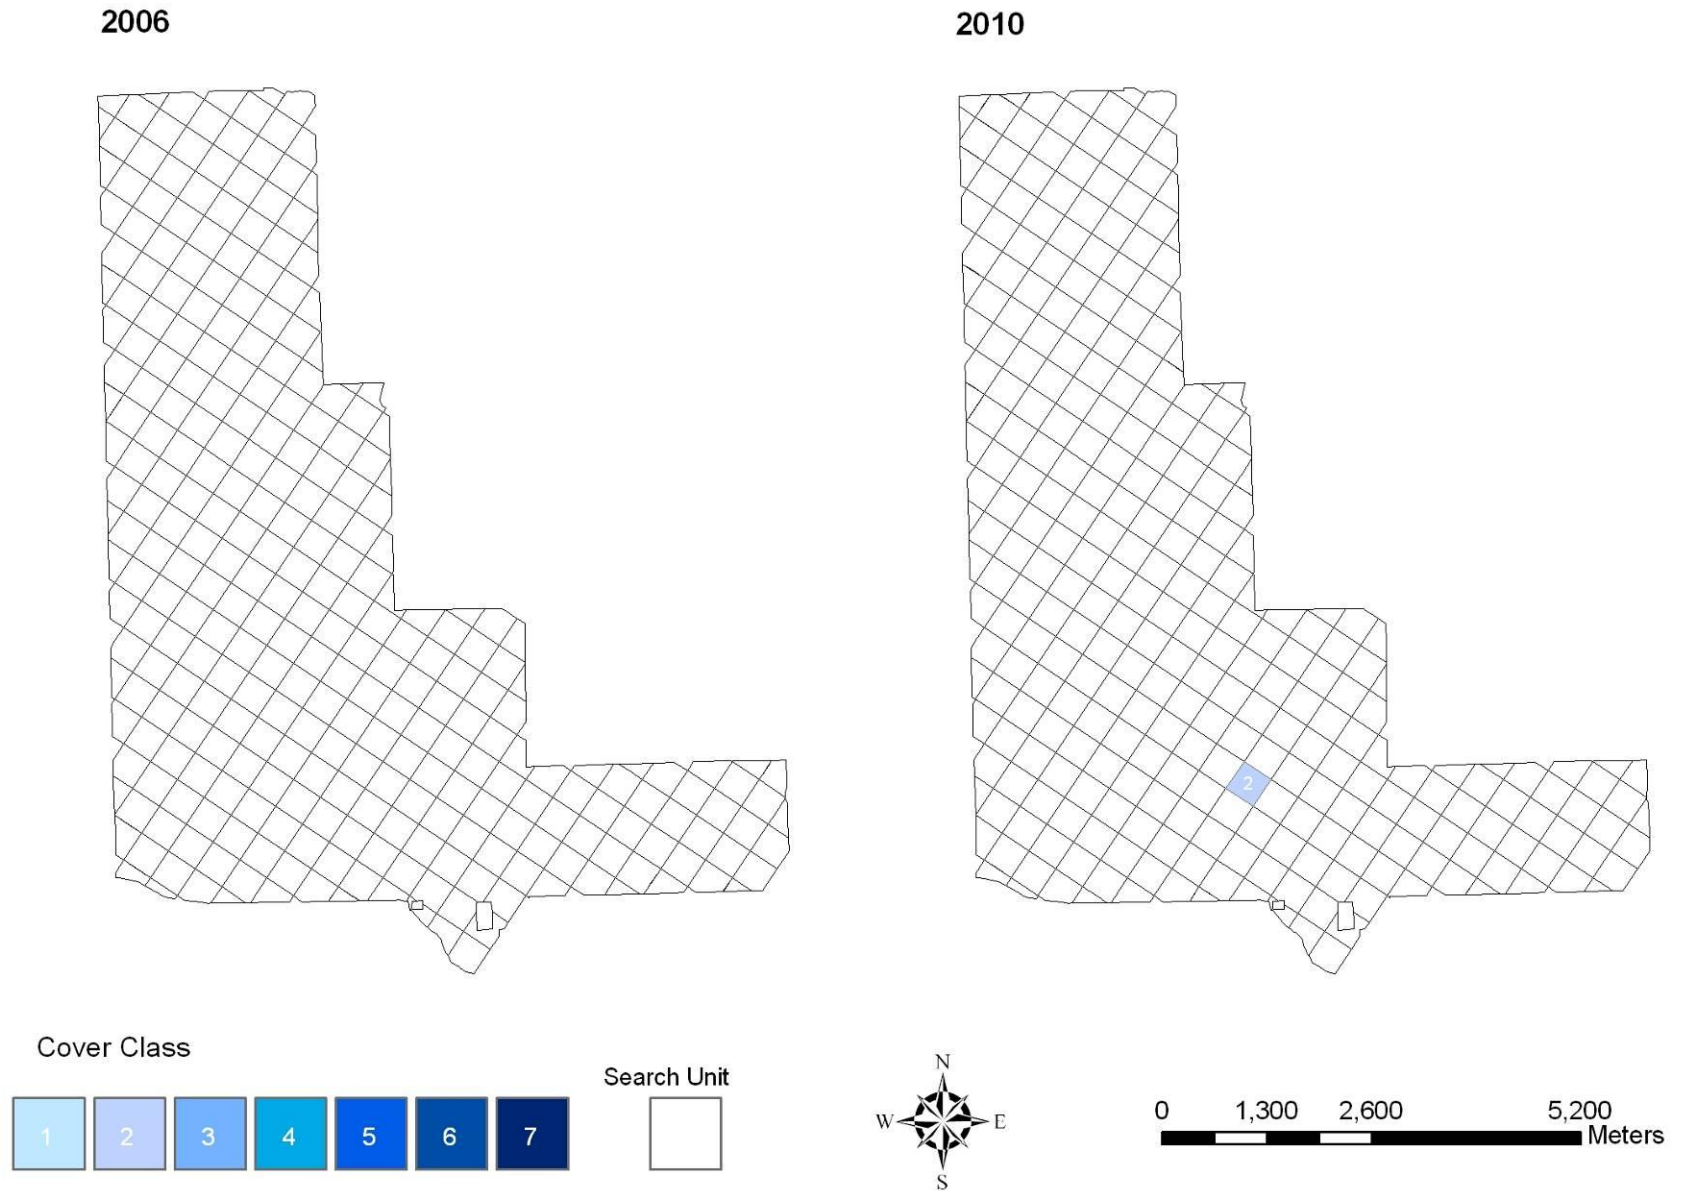 2006
2010
2
Cover Class
1 2 3 4 5 6 7
Search Unit
N
W E
S
0 1,300 2,600 5,200
Meters